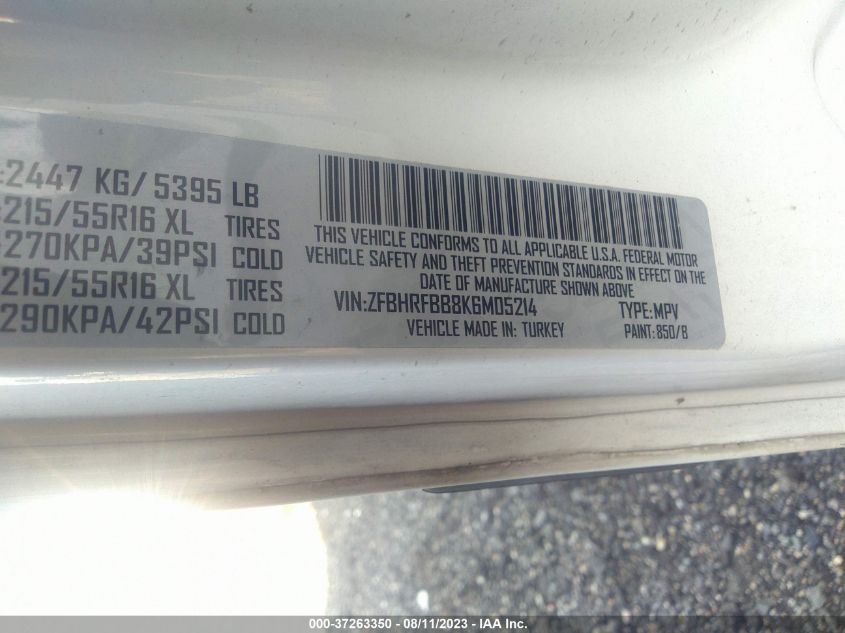 2447 KG/ 5395 LB
215/55R16 XL TIRES
270KPA/39PSI COLD
215/55R16 XL TIRES
290KPA/42PSI COLD
THIS VEHICLE CONFORMS TO ALL APPLICABLE U.S.A. FEDERAL MOTOR
VEHICLE SAFETY AND THEFT PREVENTION STANDARDS IN EFFECT ON THE
DATE OF MANUFACTURE SHOWN ABOVE
VIN:ZFBHRFBB8K6M05214 TYPE:MPV
VEHICLE MADE IN: TURKEY PAINT: 850/B
000-37263350 - 08/11/2023 - IAA Inc.